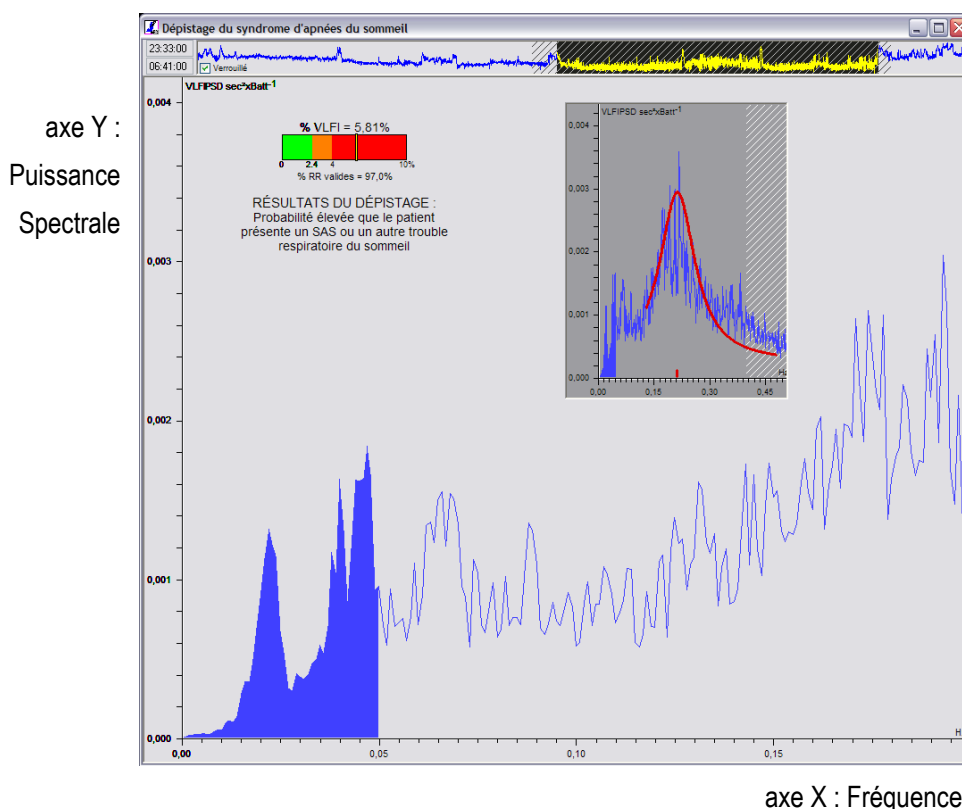 Dépistage du syndrome d'apnées du sommeil
23:33:00
06:41:00
Verrouillé
VLFIPSD sec²xBatt⁻¹
axe Y :
Puissance
Spectrale
0,004
0,003
0,002
0,001
0,000
% VLFI = 5,81%
0 2.4 4 10%
% RR valides = 97,0%
RÉSULTATS DU DÉPISTAGE :
Probabilité élevée que le patient
présente un SAS ou un autre trouble
respiratoire du sommeil
VLFIPSD sec²xBatt⁻¹
0,004
0,003
0,002
0,001
0,000
0,00 0,15 0,30 0,45
0,00 0,05 0,10 0,15
axe X : Fréquence